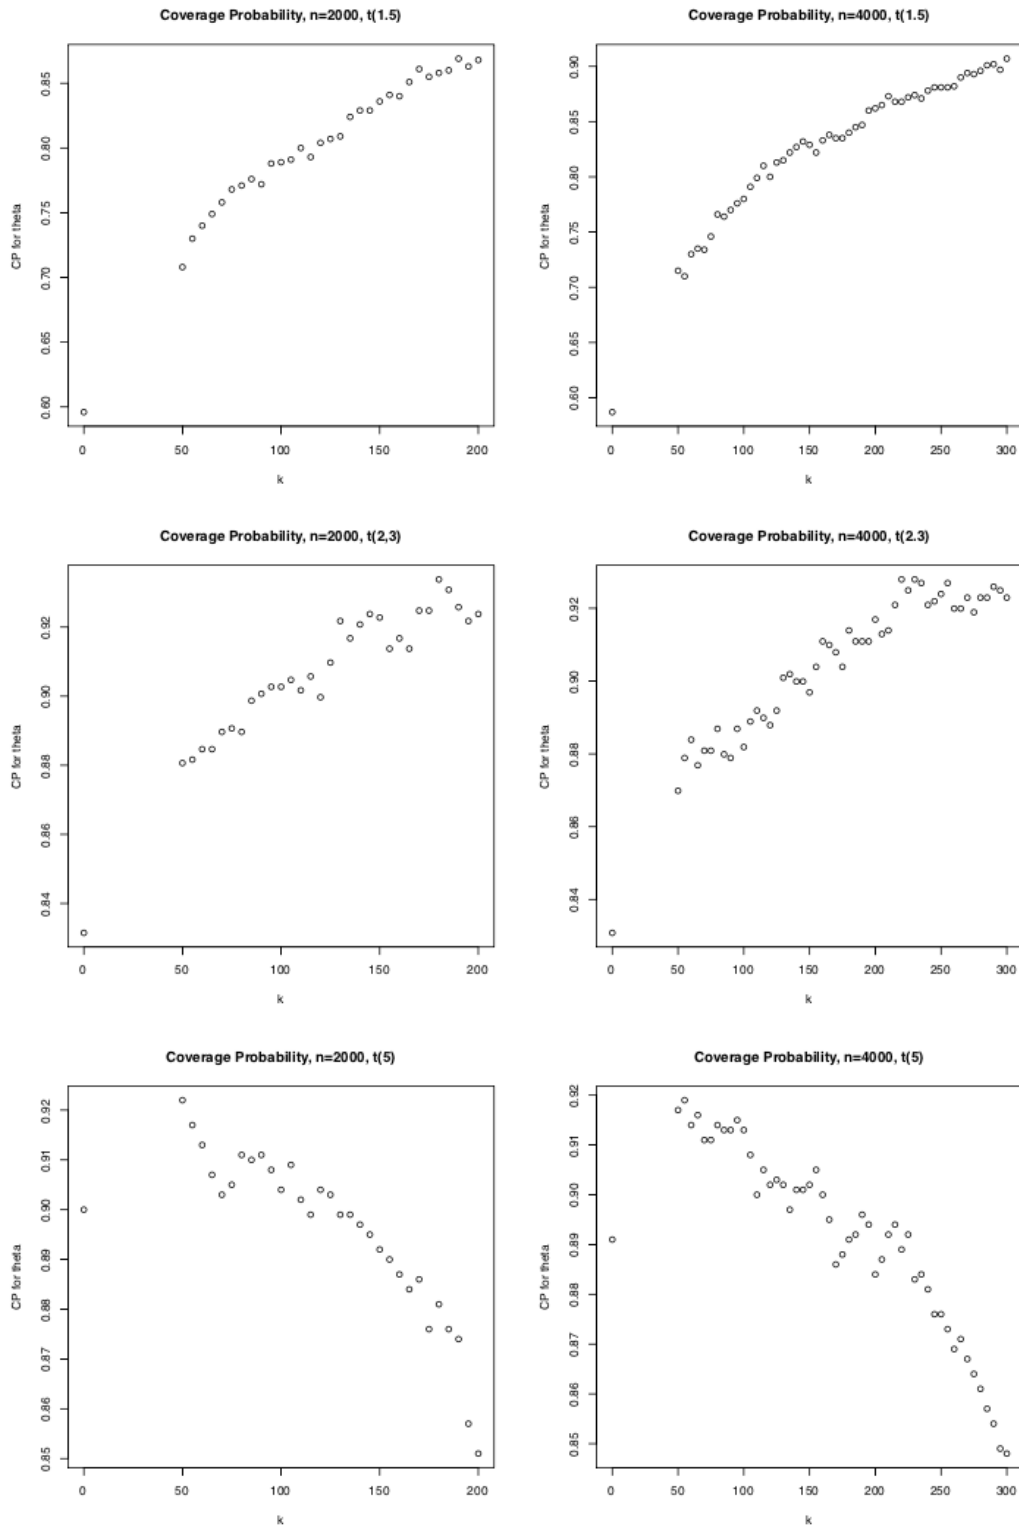 Coverage Probability, n=2000, t(1.5)
CP for theta
0.60 0.65 0.70 0.75 0.80 0.85
0 50 100 150 200
k
Coverage Probability, n=4000, t(1.5)
CP for theta
0.60 0.65 0.70 0.75 0.80 0.85 0.90
0 50 100 150 200 250 300
k
Coverage Probability, n=2000, t(2,3)
CP for theta
0.84 0.86 0.88 0.90 0.92
0 50 100 150 200
k
Coverage Probability, n=4000, t(2.3)
CP for theta
0.84 0.86 0.88 0.90 0.92
0 50 100 150 200 250 300
k
Coverage Probability, n=2000, t(5)
CP for theta
0.85 0.86 0.87 0.88 0.89 0.90 0.91 0.92
0 50 100 150 200
k
Coverage Probability, n=4000, t(5)
CP for theta
0.85 0.86 0.87 0.88 0.89 0.90 0.91 0.92
0 50 100 150 200 250 300
k